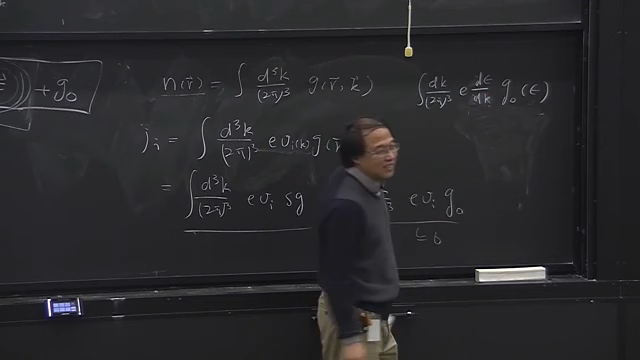 + g₀
n(r̄) = ∫ d³k/(2π)³ g(r̄, k̄)
∫ dk/(2π)³ e dε/dk g₀(ε)
jᵢ = ∫ d³k/(2π)³ e vᵢ(k) g(r̄
= ∫ d³k/(2π)³ e vᵢ δg
e vᵢ g₀